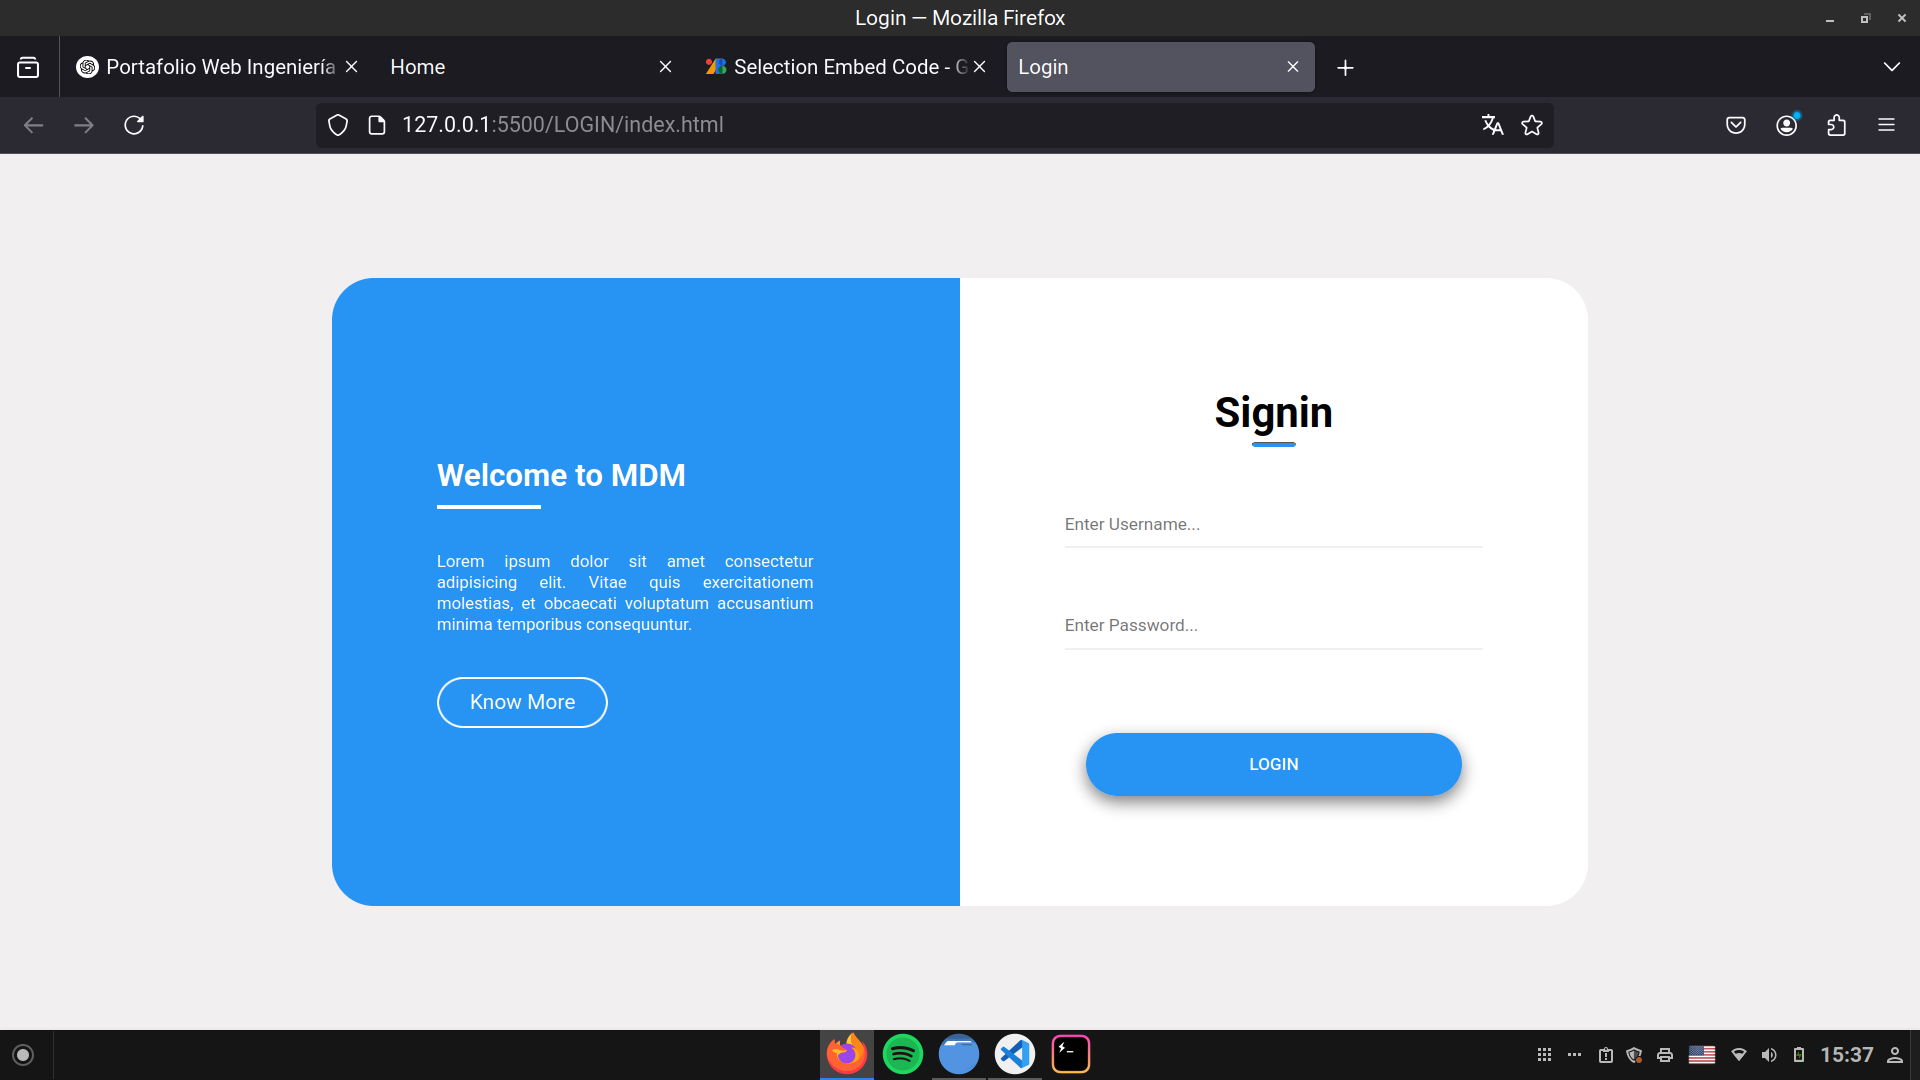 Login — Mozilla Firefox
Portafolio Web Ingeniería
Home
Selection Embed Code - G
Login
127.0.0.1:5500/LOGIN/index.html
Welcome to MDM
Lorem ipsum dolor sit amet consectetur
adipisicing elit. Vitae quis exercitationem
molestias, et obcaecati voluptatum accusantium
minima temporibus consequuntur.
Know More
Signin
Enter Username...
Enter Password...
LOGIN
15:37